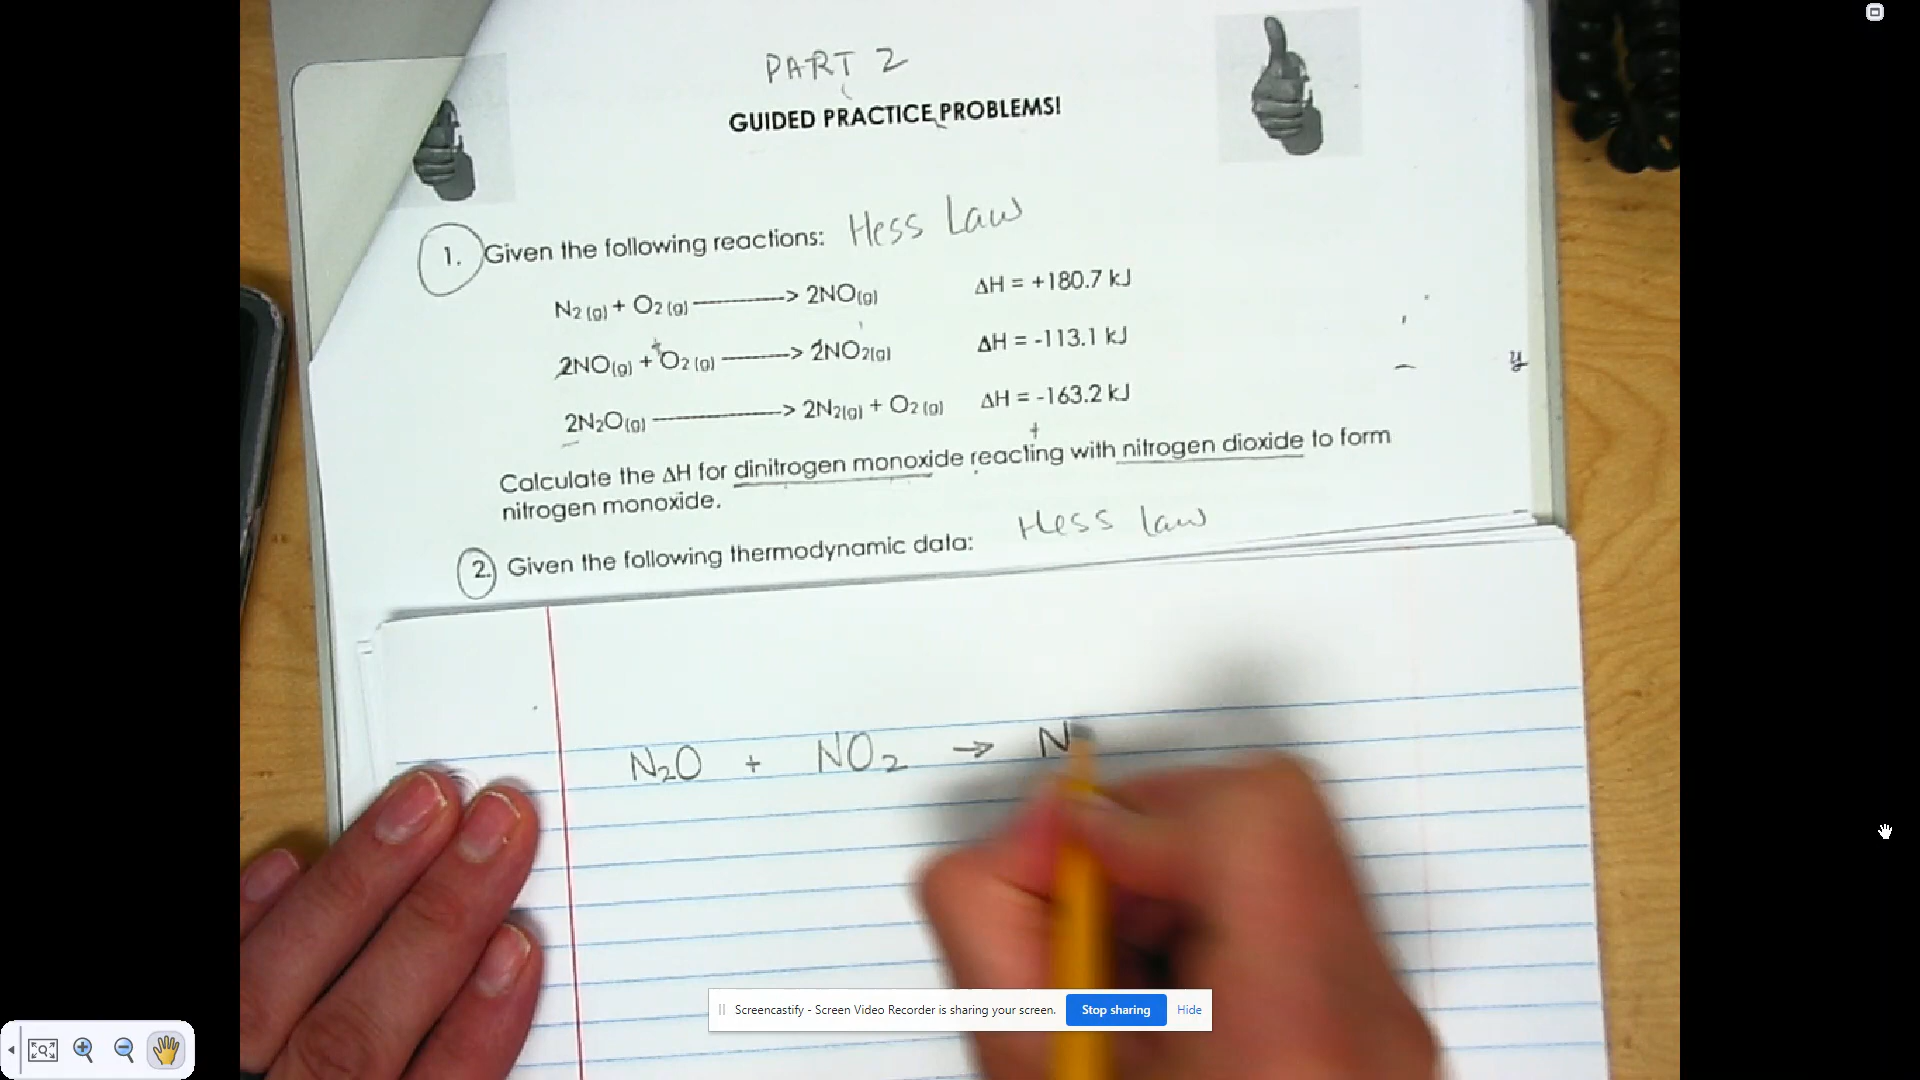 PART 2
GUIDED PRACTICE PROBLEMS!
1. Given the following reactions: Hess Law
N2 (g) + O2 (g) ----------> 2NO(g) ΔH = +180.7 kJ
2NO(g) + O2 (g) --------> 2NO2(g) ΔH = -113.1 kJ
2N2O(g) ---------------> 2N2(g) + O2 (g) ΔH = -163.2 kJ
+
Calculate the ΔH for dinitrogen monoxide reacting with nitrogen dioxide to form
nitrogen monoxide.
2. Given the following thermodynamic data: Hess law
N₂O + NO₂ → N
Screencastify - Screen Video Recorder is sharing your screen. Stop sharing Hide